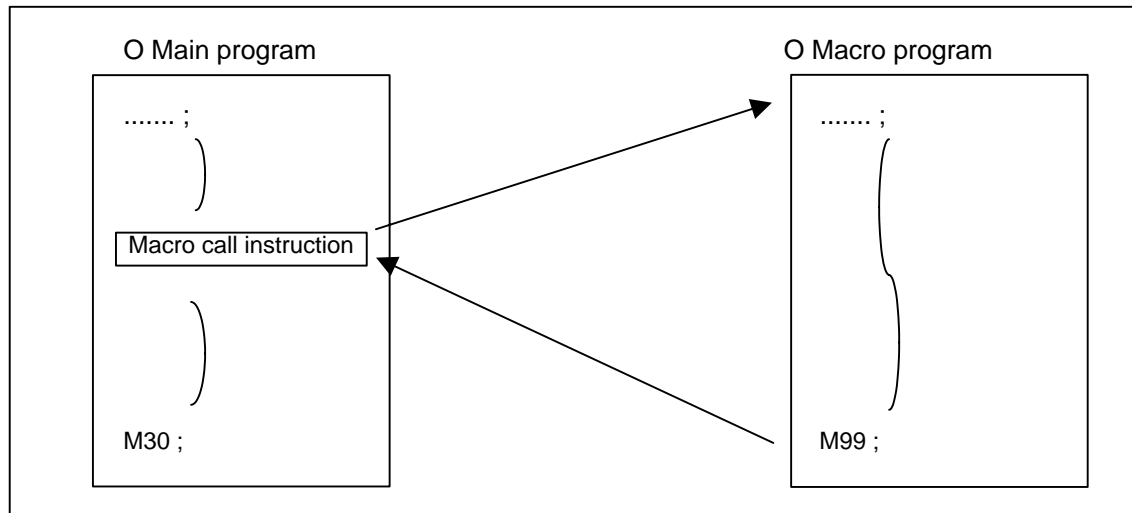 O Main program
....... ;
Macro call instruction
M30 ;
O Macro program
....... ;
M99 ;